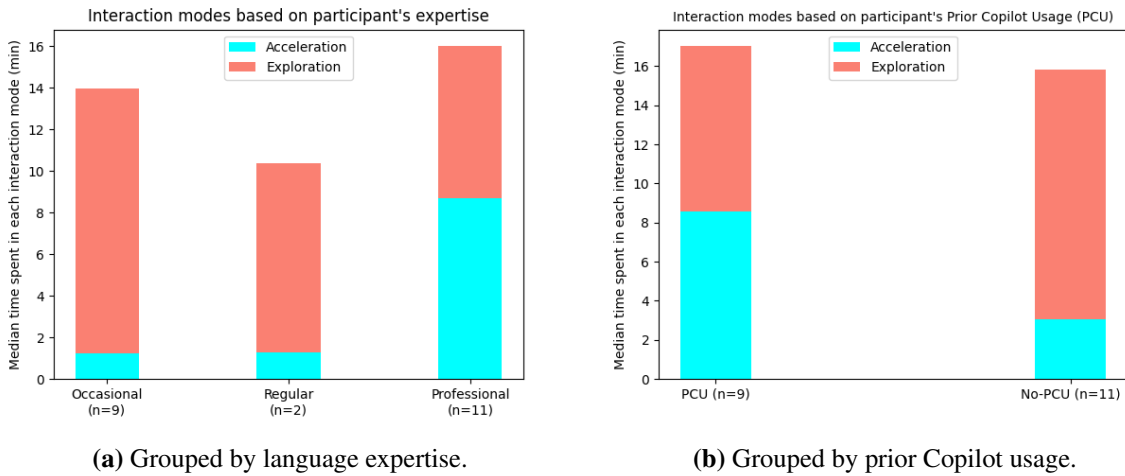 Interaction modes based on participant's expertise
Median time spent in each interaction mode (min)
16
14
12
10
8
6
4
2
0
Acceleration
Exploration
Occasional
(n=9)
Regular
(n=2)
Professional
(n=11)
(a) Grouped by language expertise.
Interaction modes based on participant's Prior Copilot Usage (PCU)
Median time spent in each interaction mode (min)
16
14
12
10
8
6
4
2
0
Acceleration
Exploration
PCU (n=9)
No-PCU (n=11)
(b) Grouped by prior Copilot usage.